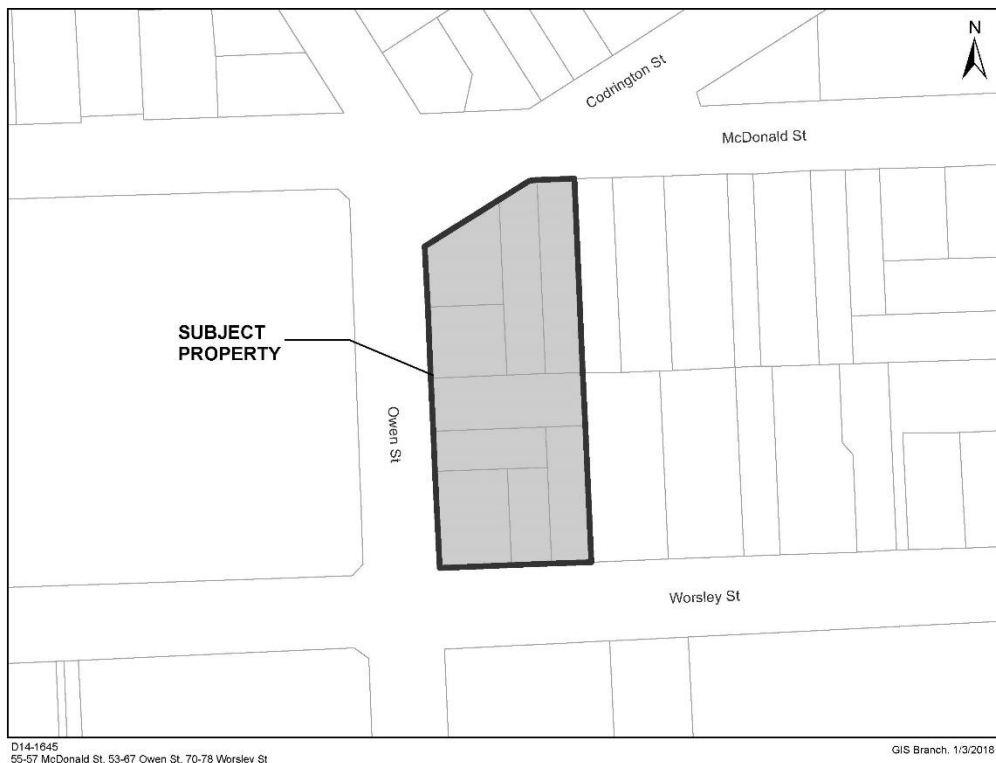 N
Codrington St
McDonald St
SUBJECT
PROPERTY
Owen St
Worsley St
D14-1645
55-57 McDonald St, 53-67 Owen St, 70-78 Worsley St
GIS Branch, 1/3/2018